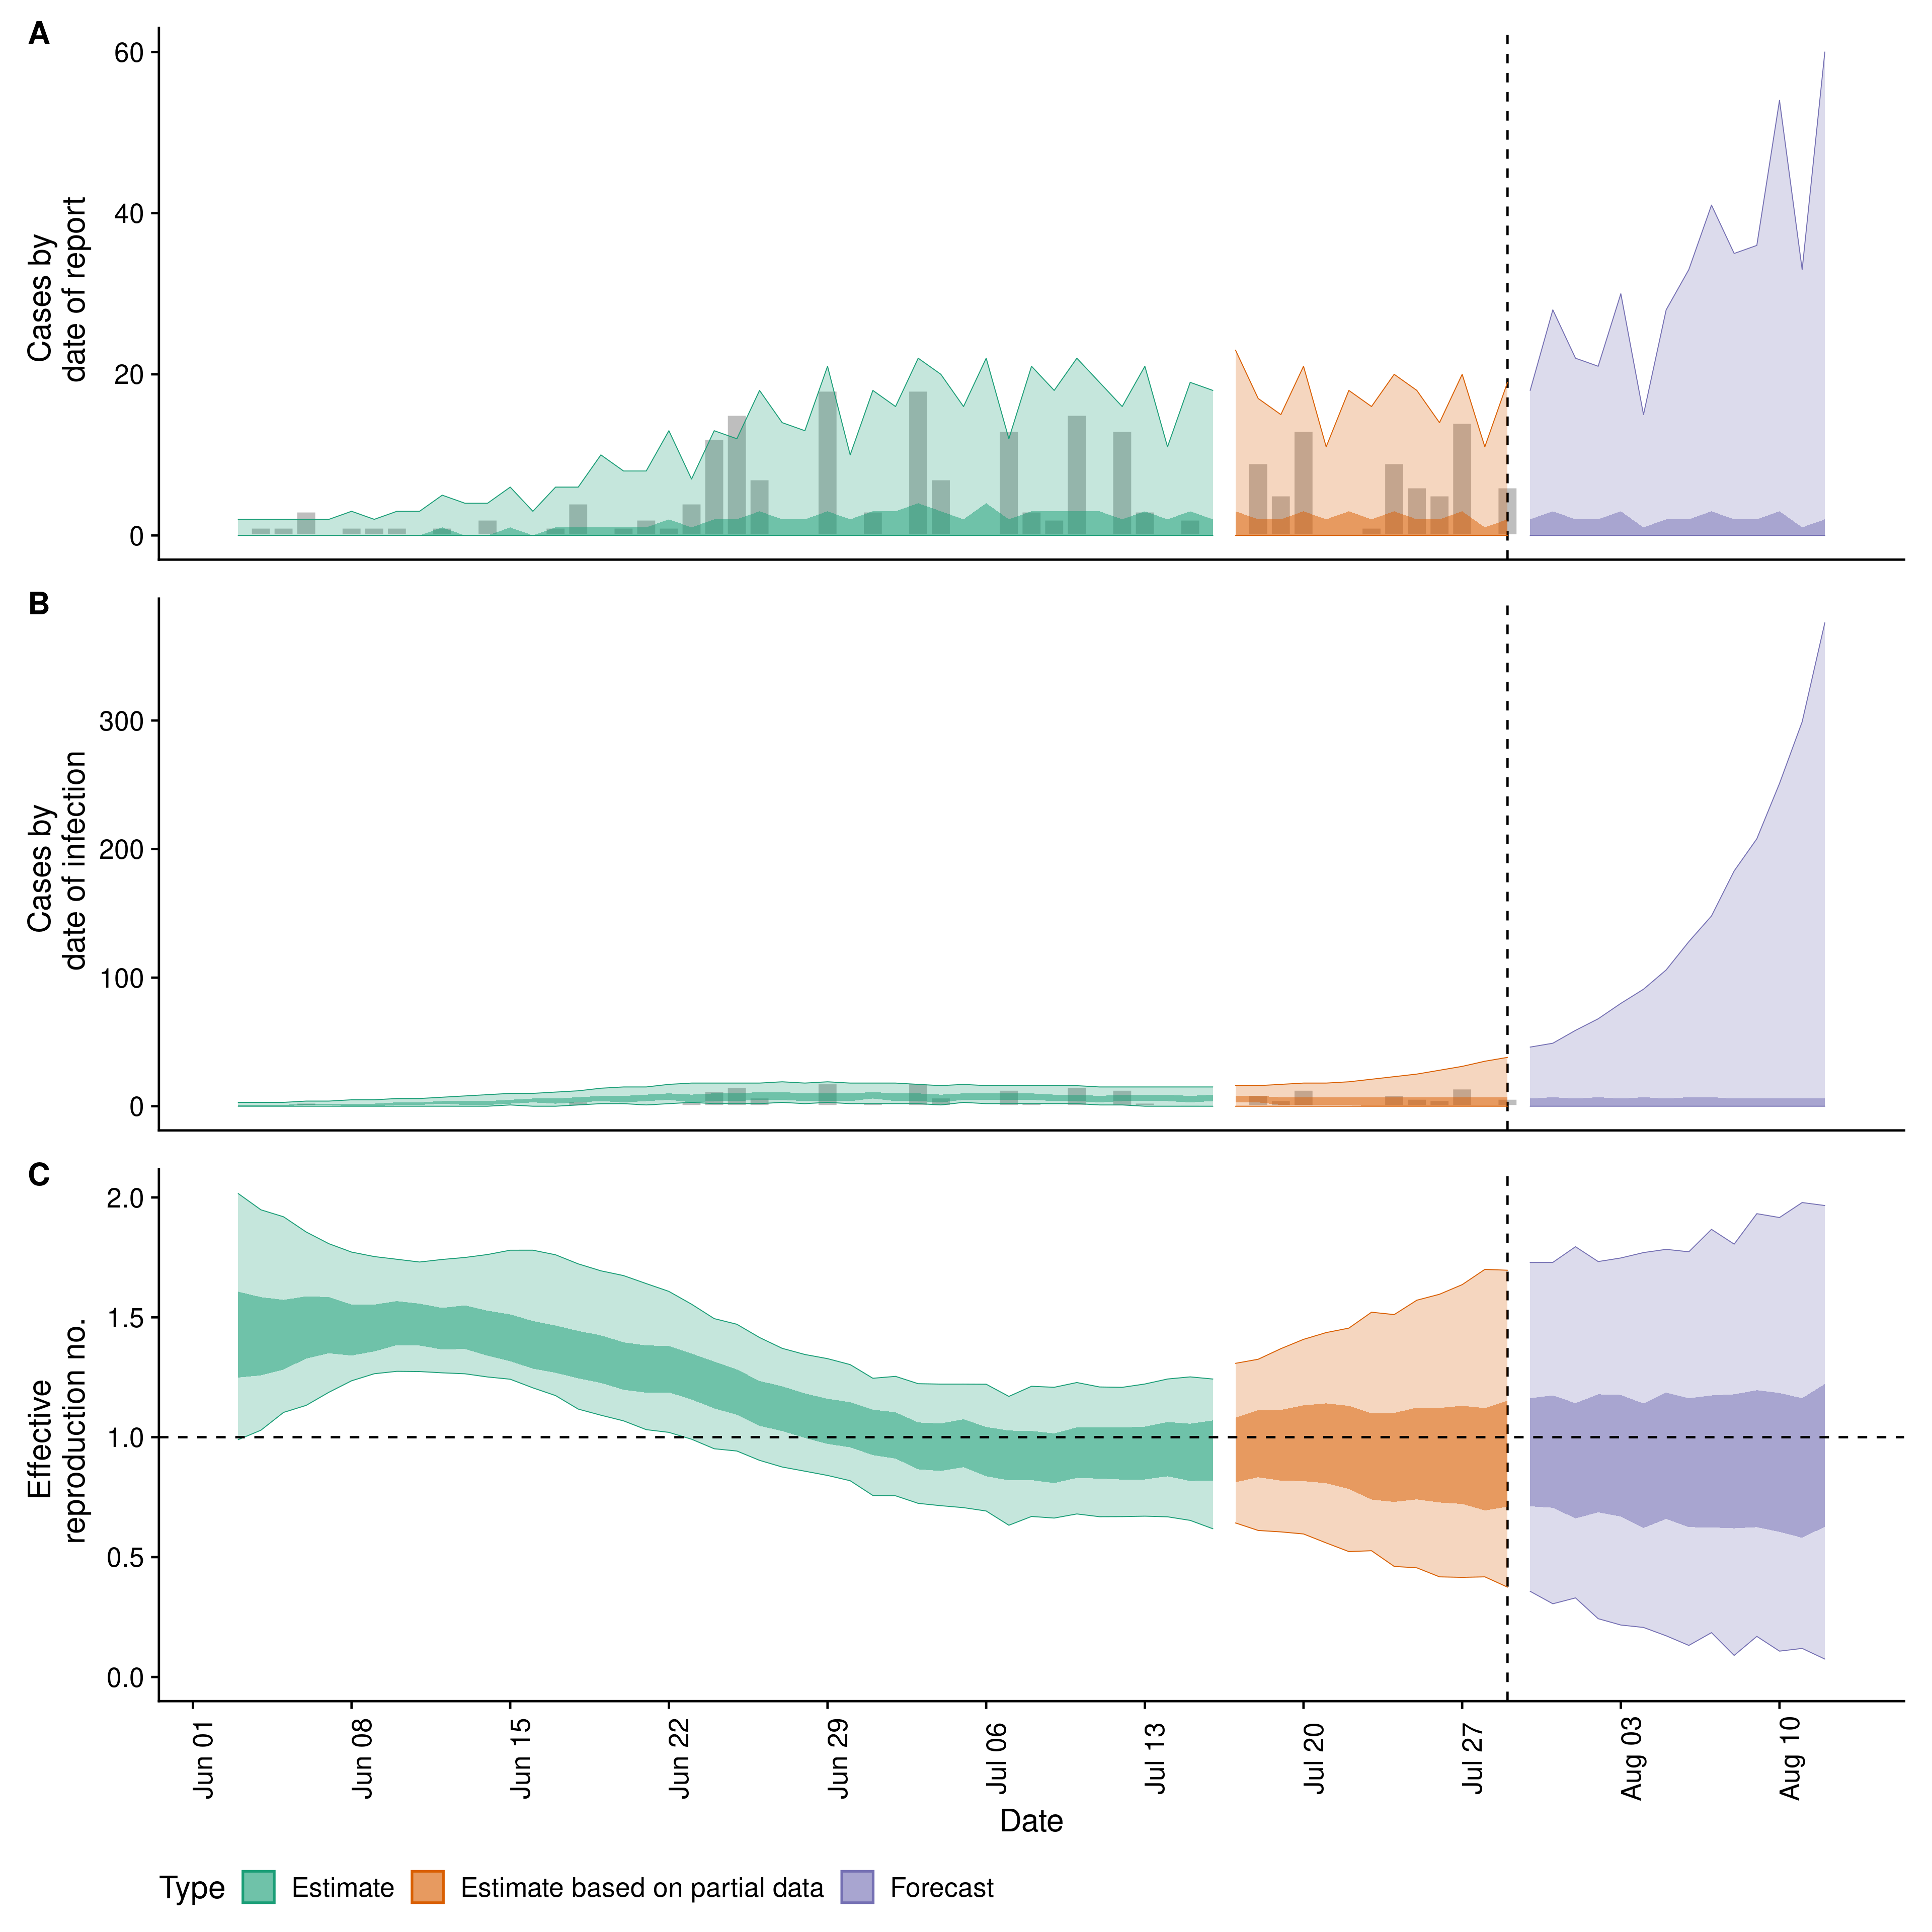 A
60
40
20
0
Cases by
date of report
B
300
200
100
0
Cases by
date of infection
C
2.0
1.5
1.0
0.5
0.0
Effective
reproduction no.
Jun 01
Jun 08
Jun 15
Jun 22
Jun 29
Jul 06
Jul 13
Jul 20
Jul 27
Aug 03
Aug 10
Date
Type Estimate Estimate based on partial data Forecast